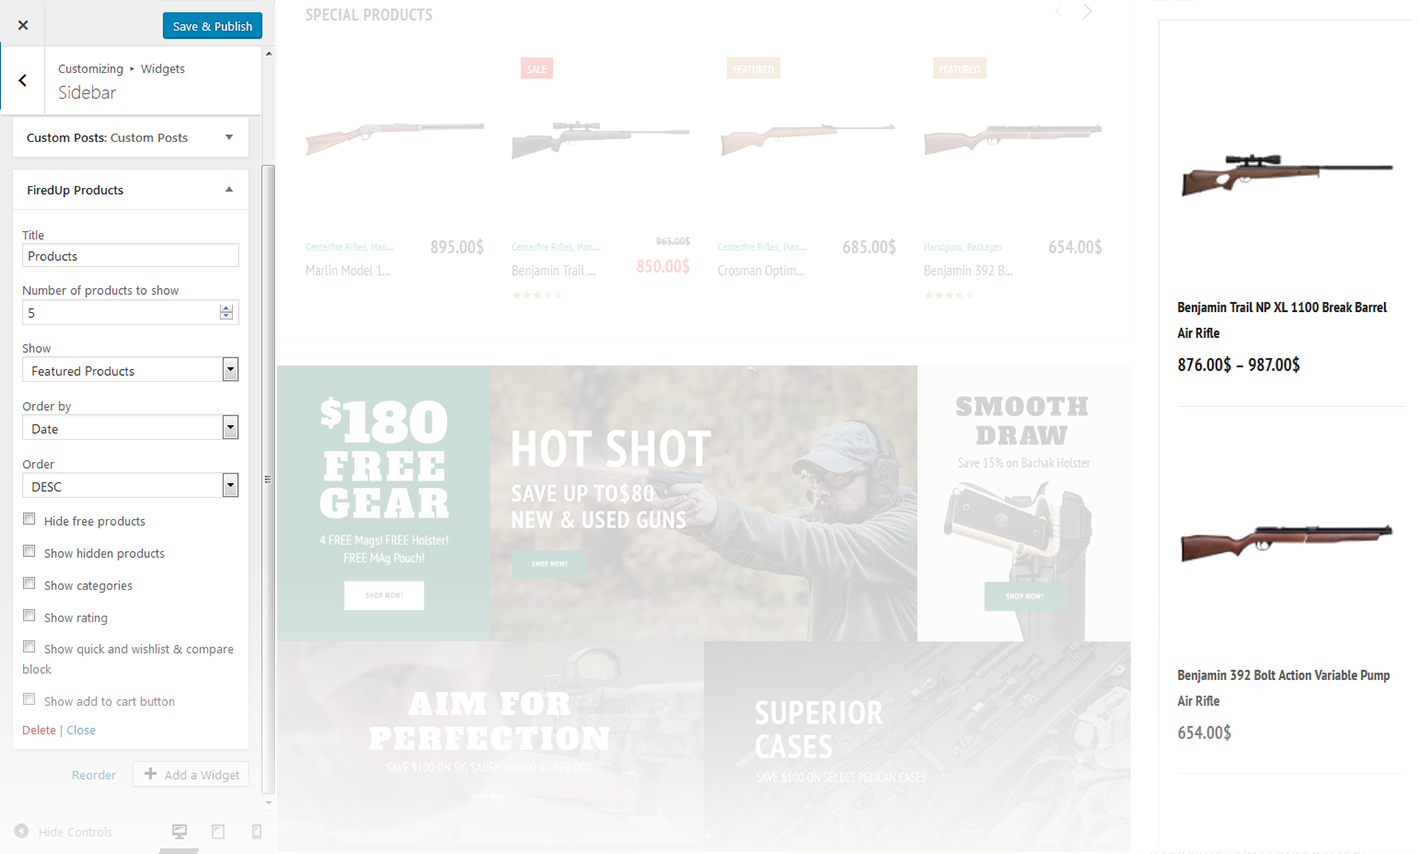 Save & Publish
Customizing ▸ Widgets
Sidebar
Custom Posts: Custom Posts
FiredUp Products
Title
Products
Number of products to show
5
Show
Featured Products
Order by
Date
Order
DESC
Hide free products
Show hidden products
Show categories
Show rating
Show quick and wishlist & compare
block
Show add to cart button
Delete | Close
Reorder
Add a Widget
Hide Controls
SPECIAL PRODUCTS
SALE
FEATURED
FEATURED
Centerfire Rifles, Han...
895.00$
Marlin Model 1...
Centerfire Rifles, Han...
965.00$
850.00$
Benjamin Trail ...
Centerfire Rifles, Han...
685.00$
Crosman Optim...
Handguns, Packages
654.00$
Benjamin 392 B...
$180
FREE
GEAR
4 FREE Mags! FREE Holster!
FREE MAg Pouch!
SHOP NOW!
HOT SHOT
SAVE UP TO$80
NEW & USED GUNS
SHOP NOW!
SMOOTH
DRAW
Save 15% on Bachak Holster
SHOP NOW!
AIM FOR
PERFECTION
SAVE $100 ON SIG SAUER ROMEO 4C RED DOT
SUPERIOR
CASES
SAVE $100 ON SELECT PELICAN CASES
Benjamin Trail NP XL 1100 Break Barrel
Air Rifle
876.00$ – 987.00$
Benjamin 392 Bolt Action Variable Pump
Air Rifle
654.00$